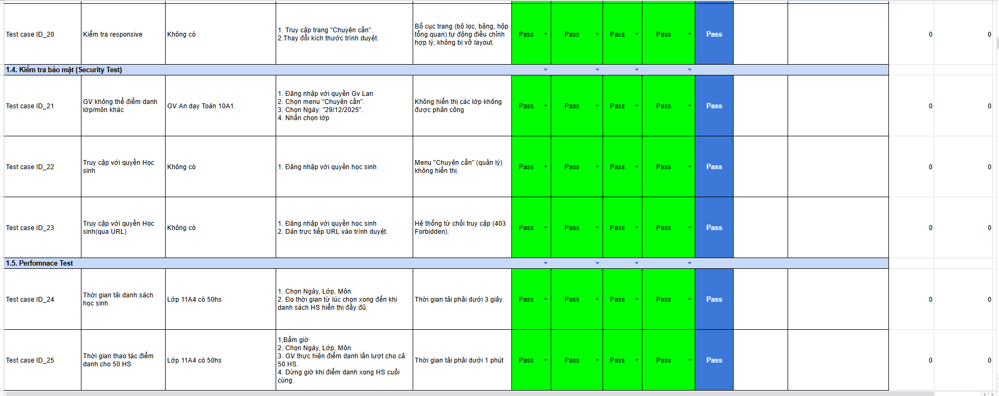 Test case ID_20
Kiểm tra responsive
Không có
1. Truy cập trang "Chuyên cần".
2.Thay đổi kích thước trình duyệt.
Bố cục trang (bộ lọc, bảng, hộp
tổng quan) tự động điều chỉnh
hợp lý, không bị vỡ layout.
Pass
Pass
Pass
Pass
Pass
0
0
1.4. Kiểm tra bảo mật (Security Test)
Test case ID_21
GV không thể điểm danh
lớp/môn khác
GV An dạy Toán 10A1.
1. Đăng nhập với quyền Gv Lan
2. Chọn menu "Chuyên cần".
3. Chọn Ngày: "29/12/2025".
4. Nhấn chọn lớp
Không hiển thị các lớp không
được phân công
Pass
Pass
Pass
Pass
Pass
0
0
Test case ID_22
Truy cập với quyền Học
sinh
Không có
1. Đăng nhập với quyền học sinh
Menu "Chuyên cần" (quản lý)
không hiển thị.
Pass
Pass
Pass
Pass
Pass
0
0
Test case ID_23
Truy cập với quyền Học
sinh(qua URL)
Không có
1. Đăng nhập với quyền học sinh
2. Dán trực tiếp URL vào trình duyệt.
Hệ thống từ chối truy cập (403
Forbidden).
Pass
Pass
Pass
Pass
Pass
0
0
1.5. Perfomnace Test
Test case ID_24
Thời gian tải danh sách
học sinh
Lớp 11A4 có 50hs
1. Chọn Ngày, Lớp, Môn.
2. Đo thời gian từ lúc chọn xong đến khi
danh sách HS hiển thị đầy đủ.
Thời gian tải phải dưới 3 giây.
Pass
Pass
Pass
Pass
Pass
0
0
Test case ID_25
Thời gian thao tác điểm
danh cho 50 HS
Lớp 11A4 có 50hs
1,Bấm giờ
2. Chọn Ngày, Lớp, Môn.
3. GV thực hiện điểm danh lần lượt cho cả
50 HS.
4. Dừng giờ khi điểm danh xong HS cuối
cùng.
Thời gian tải phải dưới 1 phút
Pass
Pass
Pass
Pass
Pass
0
0